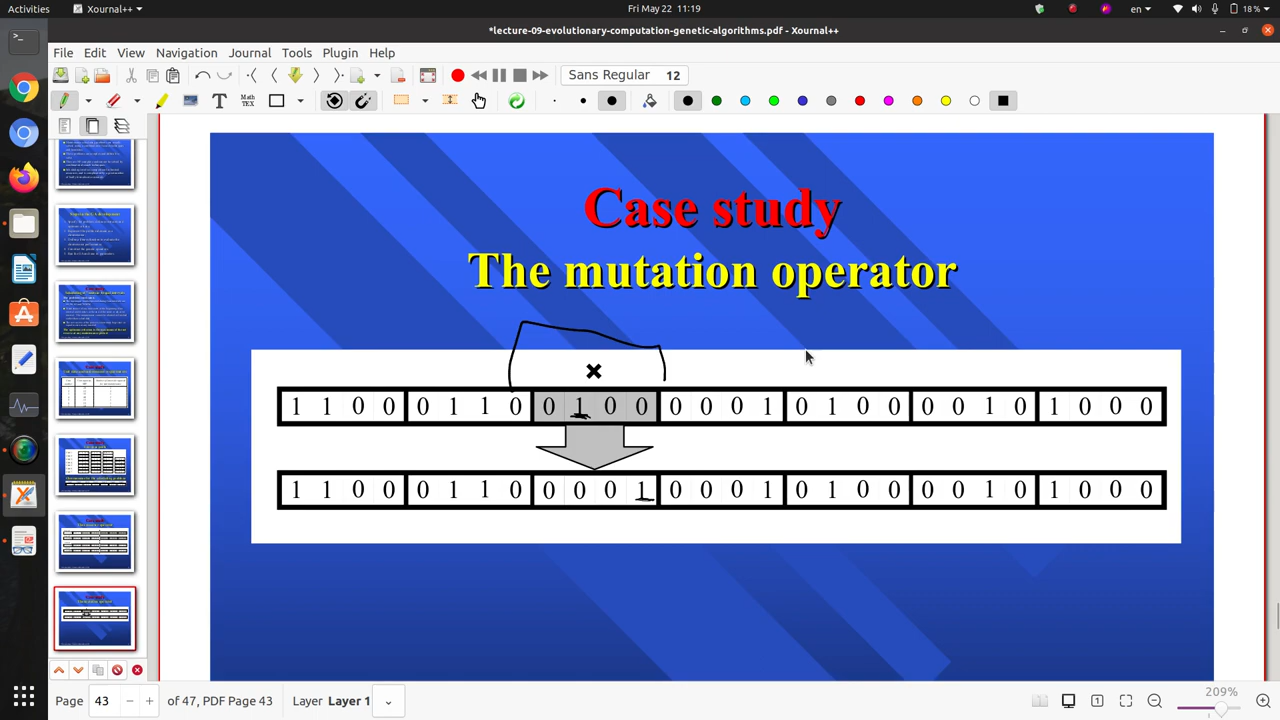 Activities Xournal++ Fri May 22 11:19 en 18 %
*lecture-09-evolutionary-computation-genetic-algorithms.pdf - Xournal++
File Edit View Navigation Journal Tools Plugin Help
Sans Regular 12
Math
TEX
Case study
The mutation operator
1 1 0 0 0 1 1 0 0 1 0 0 0 0 0 1 0 1 0 0 0 0 1 0 1 0 0 0
1 1 0 0 0 1 1 0 0 0 0 1 0 0 0 1 0 1 0 0 0 0 1 0 1 0 0 0
Page 43 of 47, PDF Page 43 Layer Layer 1 209%